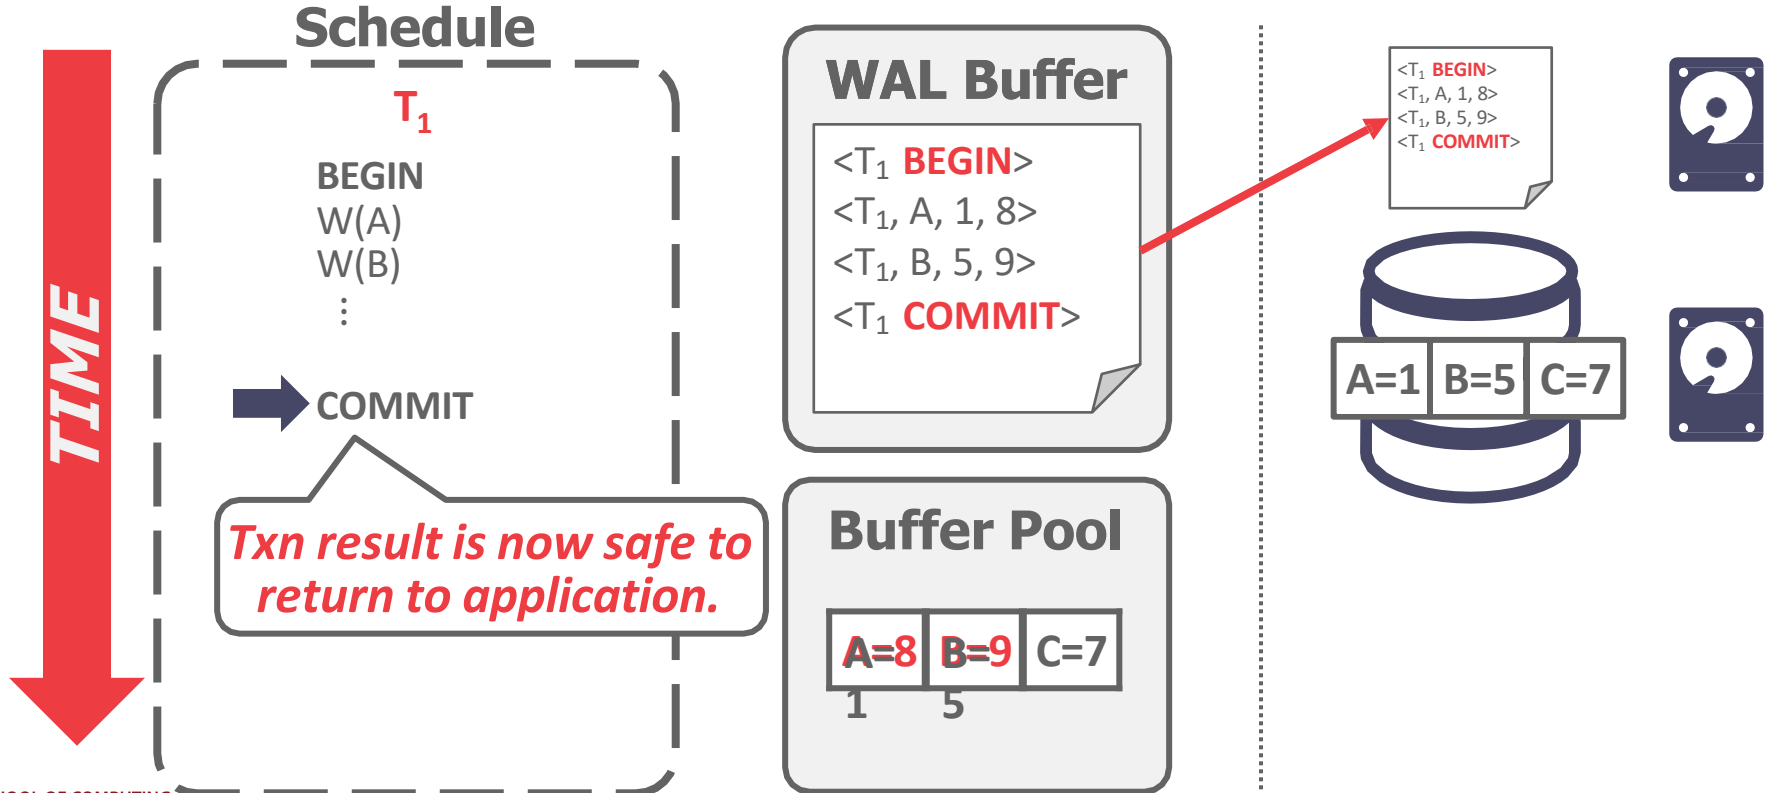 Schedule
TIME
T1
BEGIN
W(A)
W(B)
⋮
COMMIT
Txn result is now safe to
return to application.
WAL Buffer
<T1 BEGIN>
<T1, A, 1, 8>
<T1, B, 5, 9>
<T1 COMMIT>
Buffer Pool
A=8 B=9 C=7
A=1 B=5
<T1 BEGIN>
<T1, A, 1, 8>
<T1, B, 5, 9>
<T1 COMMIT>
A=1 B=5 C=7
OF COMPUTING